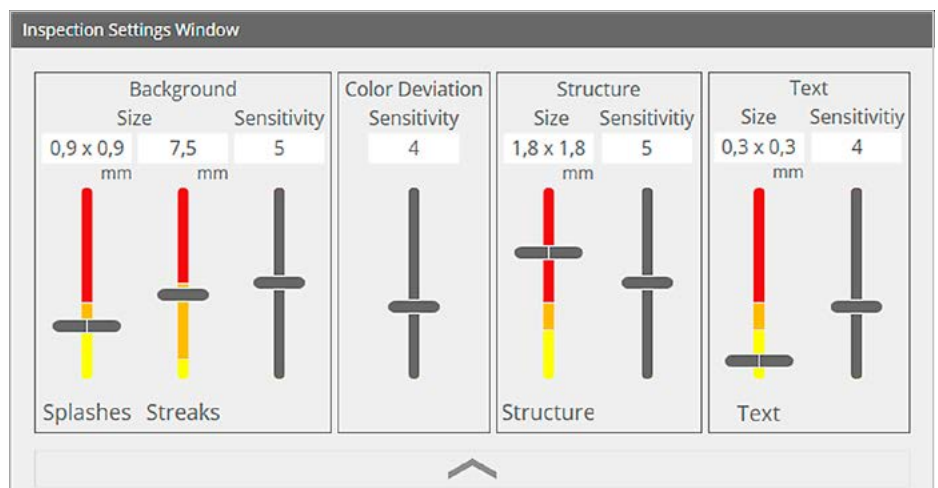 Inspection Settings Window
Background
Size Sensitivity
0,9 x 0,9 7,5 5
mm mm
Splashes Streaks
Color Deviation
Sensitivity
4
Structure
Size Sensitivitiy
1,8 x 1,8 5
mm
Structure
Text
Size Sensitivitiy
0,3 x 0,3 4
mm
Text